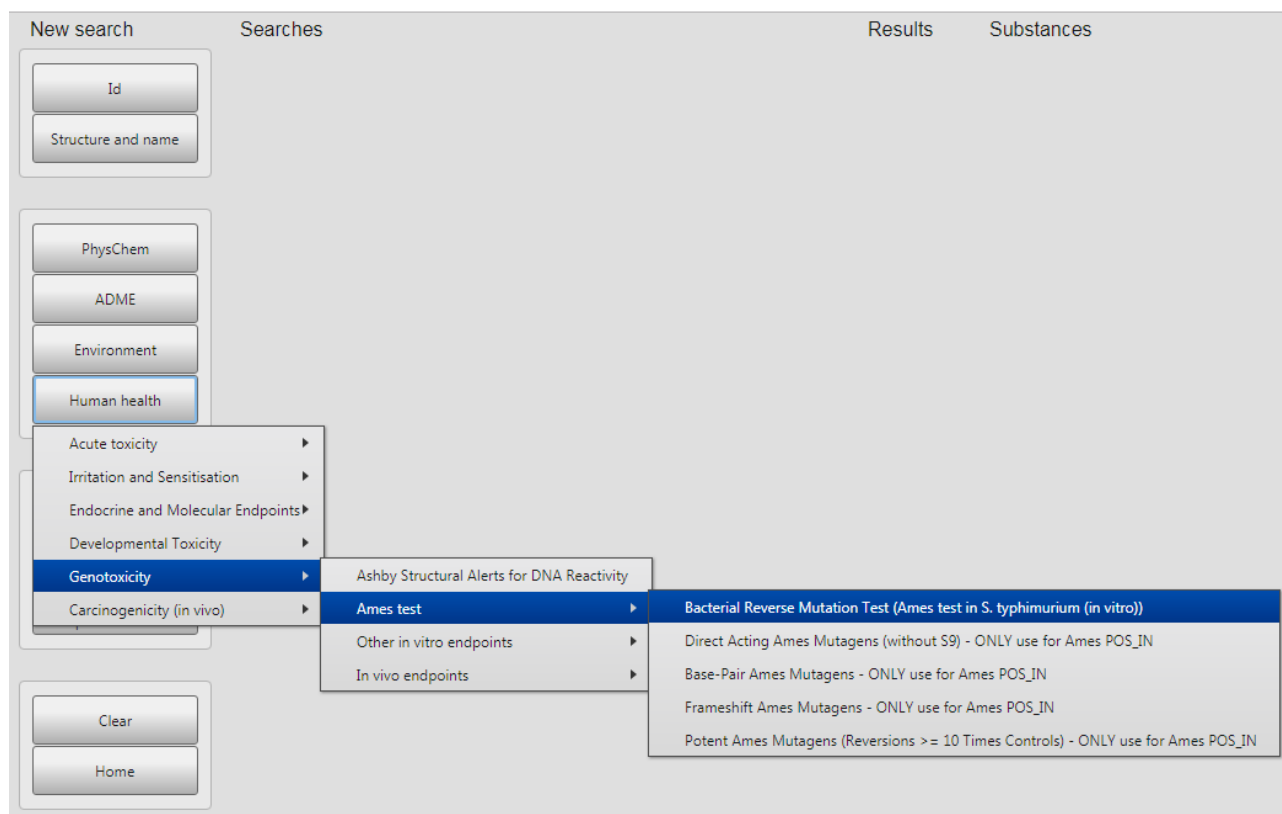 New search Searches Results Substances
Id
Structure and name
PhysChem
ADME
Environment
Human health
Acute toxicity
Irritation and Sensitisation
Endocrine and Molecular Endpoints
Developmental Toxicity
Genotoxicity
Carcinogenicity (in vivo)
Ashby Structural Alerts for DNA Reactivity
Ames test
Other in vitro endpoints
In vivo endpoints
Bacterial Reverse Mutation Test (Ames test in S. typhimurium (in vitro))
Direct Acting Ames Mutagens (without S9) - ONLY use for Ames POS_IN
Base-Pair Ames Mutagens - ONLY use for Ames POS_IN
Frameshift Ames Mutagens - ONLY use for Ames POS_IN
Potent Ames Mutagens (Reversions >= 10 Times Controls) - ONLY use for Ames POS_IN
Clear
Home